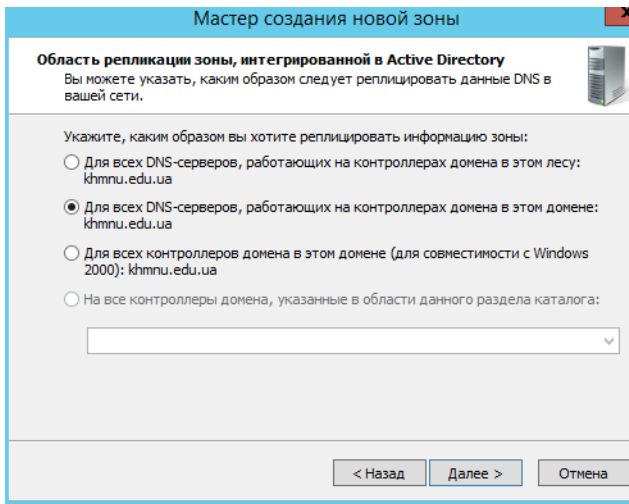 Мастер создания новой зоны
Область репликации зоны, интегрированной в Active Directory
Вы можете указать, каким образом следует реплицировать данные DNS в
вашей сети.
Укажите, каким образом вы хотите реплицировать информацию зоны:
Для всех DNS-серверов, работающих на контроллерах домена в этом лесу:
khmnu.edu.ua
Для всех DNS-серверов, работающих на контроллерах домена в этом домене:
khmnu.edu.ua
Для всех контроллеров домена в этом домене (для совместимости с Windows
2000): khmnu.edu.ua
На все контроллеры домена, указанные в области данного раздела каталога:
< Назад Далее > Отмена